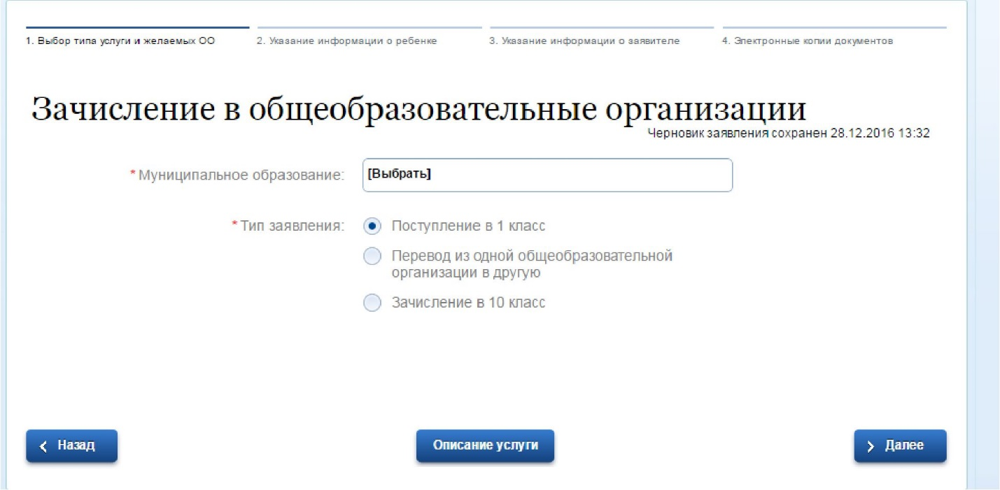 1. Выбор типа услуги и желаемых ОО 2. Указание информации о ребенке 3. Указание информации о заявителе 4. Электронные копии документов
Зачисление в общеобразовательные организации
Черновик заявления сохранен 28.12.2016 13:32
* Муниципальное образование: [Выбрать]
* Тип заявления: Поступление в 1 класс
Перевод из одной общеобразовательной
организации в другую
Зачисление в 10 класс
Назад Описание услуги Далее